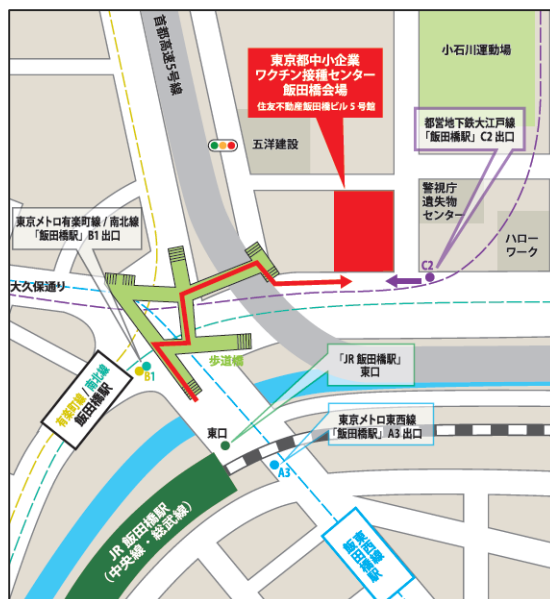 首都高速5号線
東京都中小企業
ワクチン接種センター
飯田橋会場
住友不動産飯田橋ビル5号館
小石川運動場
五洋建設
都営地下鉄大江戸線
「飯田橋駅」C2 出口
警視庁
遺失物
センター
ハロー
ワーク
東京メトロ有楽町線/南北線
「飯田橋駅」B1 出口
C2
大久保通り
歩道橋
B1
有楽町線/南北線
飯田橋駅
「JR 飯田橋駅」
東口
東口
東京メトロ東西線
「飯田橋駅」A3 出口
A3
JR 飯田橋駅
(中央線・総武線)
東西線
飯田橋駅